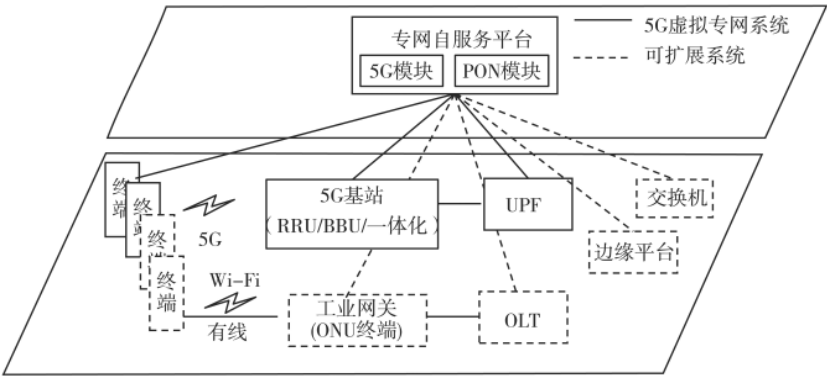 专网自服务平台
5G模块
PON模块
5G虚拟专网系统
可扩展系统
终端
终端
终端
终端
5G
5G基站
(RRU/BBU/一体化)
UPF
交换机
边缘平台
Wi-Fi
有线
工业网关
(ONU终端)
OLT